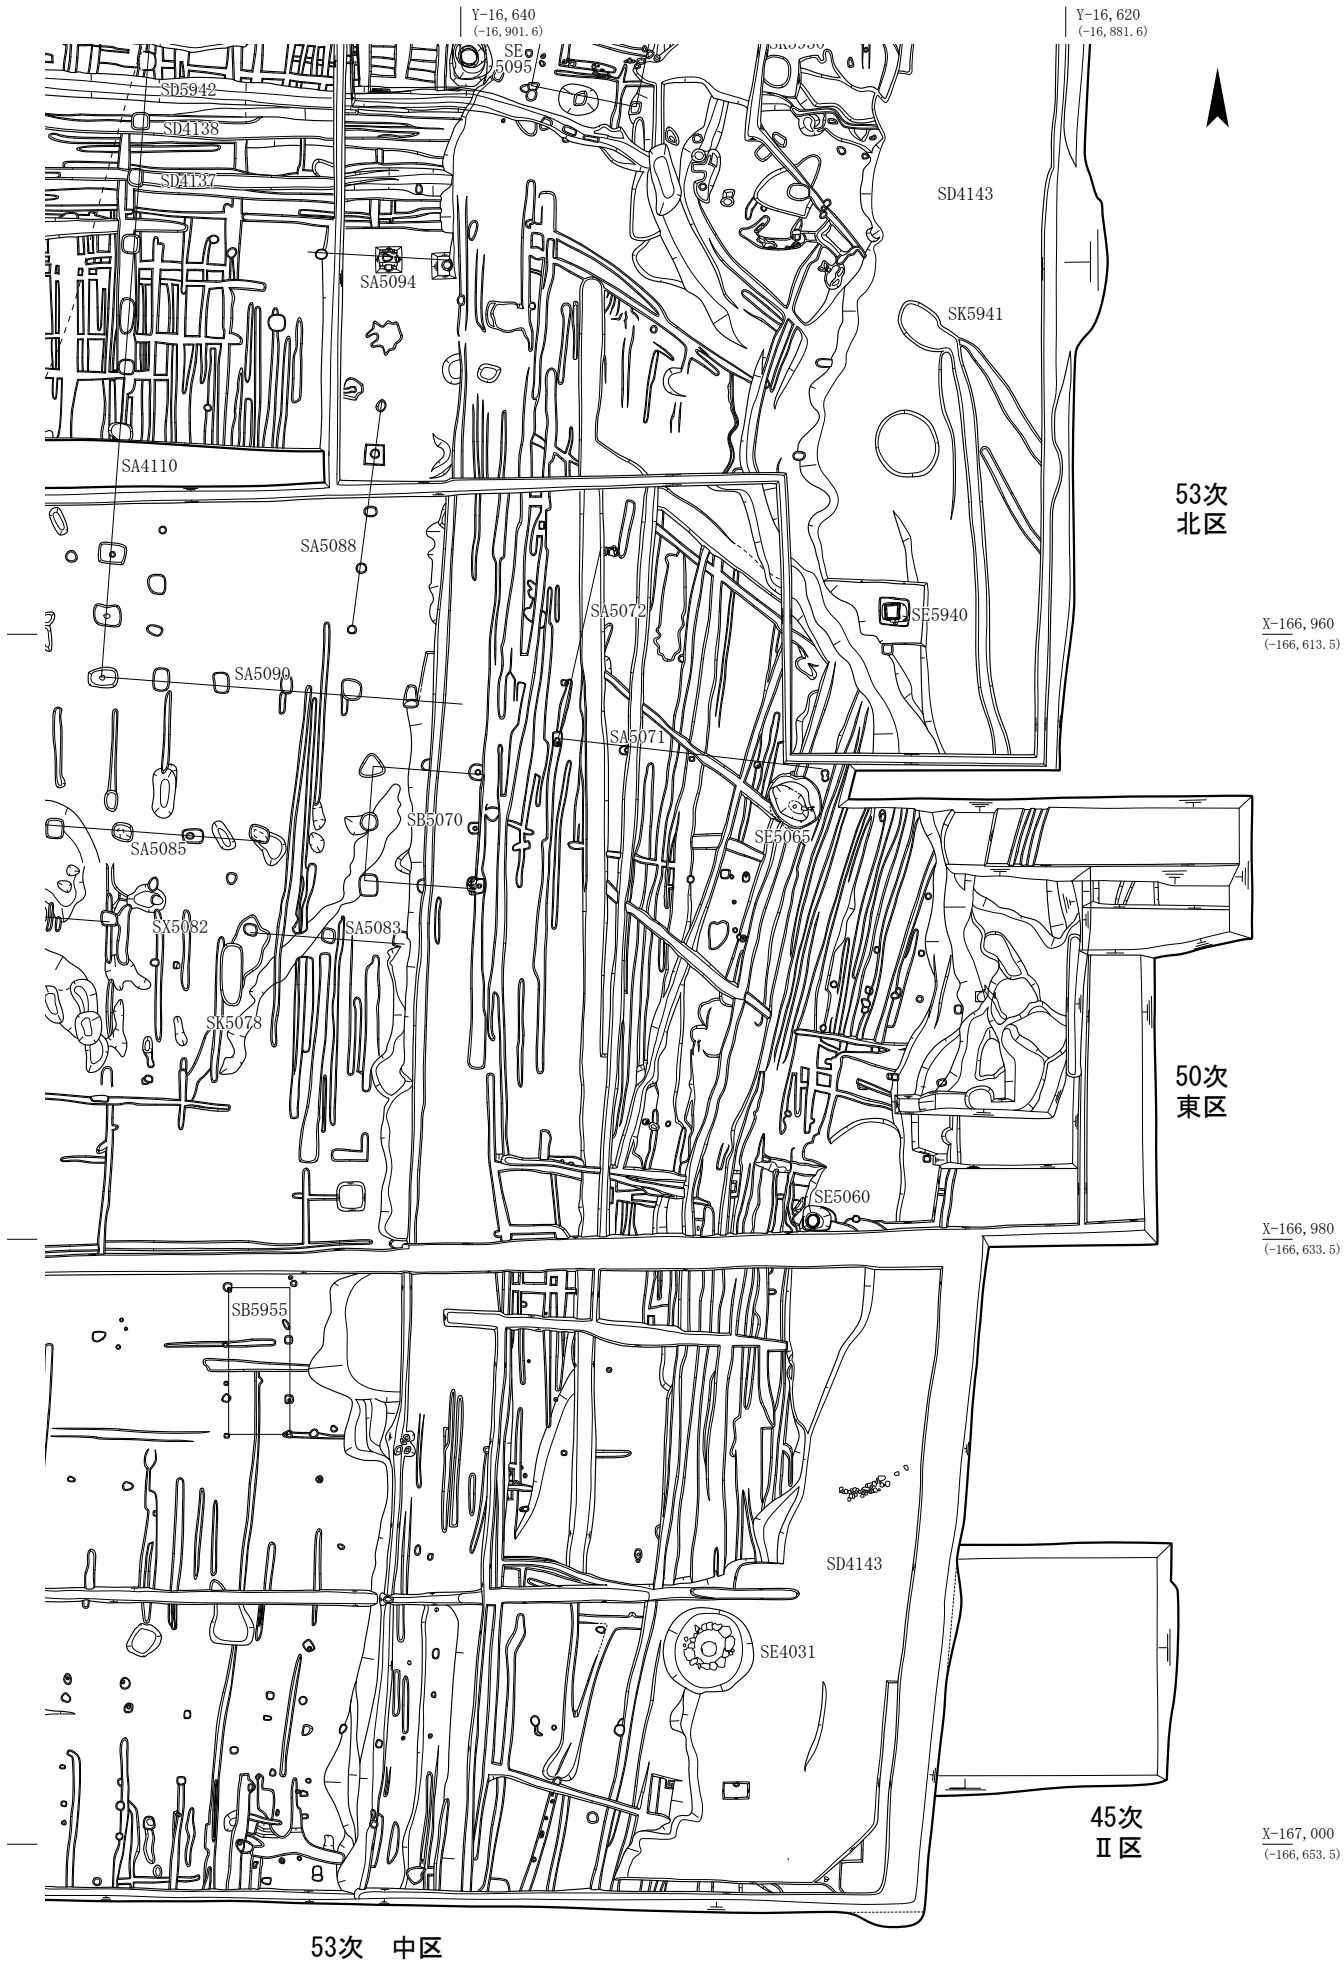 Y-16,640
(-16,901.6)
Y-16,620
(-16,881.6)
SE
5095
SK5930
SD5942
SD4138
SD4137
SD4143
SA5094
SK5941
SA4110
53次
北区
SA5088
SA5072
SE5940
X-166,960
(-166,613.5)
SA5090
SA5071
SB5070
SE5065
SA5085
SX5082
SA5083
SK5078
50次
東区
SE5060
X-166,980
(-166,633.5)
SB5955
SD4143
SE4031
45次
Ⅱ区
X-167,000
(-166,653.5)
53次 中区